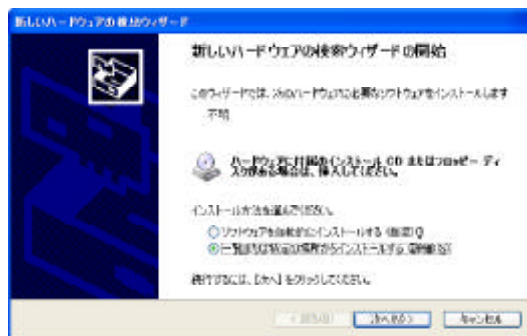 新しいハードウェアの検出ウィザード
新しいハードウェアの検索ウィザードの開始
このウィザードでは、次のハードウェアに必要なソフトウェアをインストールします
不明
ハードウェアに付属のインストール CD またはフロッピー ディ
スクがある場合は、挿入してください。
インストール方法を選んでください。
ソフトウェアを自動的にインストールする (推奨)(I)
一覧または特定の場所からインストールする (詳細)(S)
続行するには、[次へ] をクリックしてください。
< 戻る(B)
次へ(N) >
キャンセル